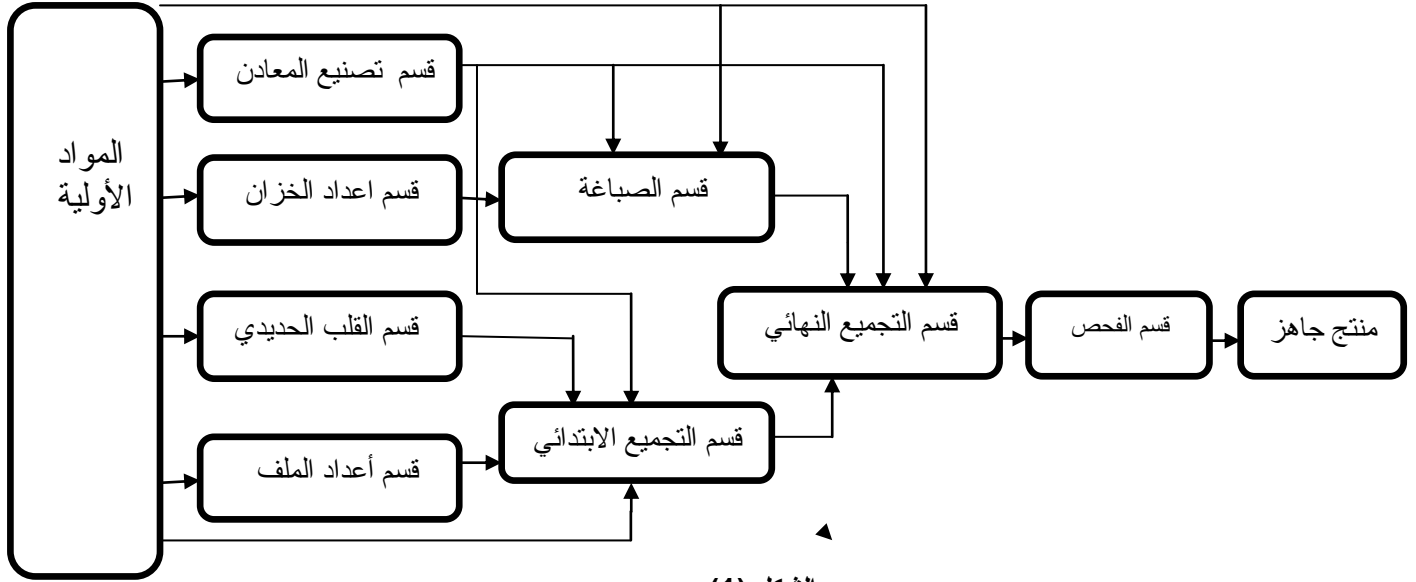 المواد
الأولية
قسم تصنيع المعادن
قسم اعداد الخزان
قسم القلب الحديدي
قسم أعداد الملف
قسم الصباغة
قسم التجميع الابتدائي
قسم التجميع النهائي
قسم الفحص
منتج جاهز